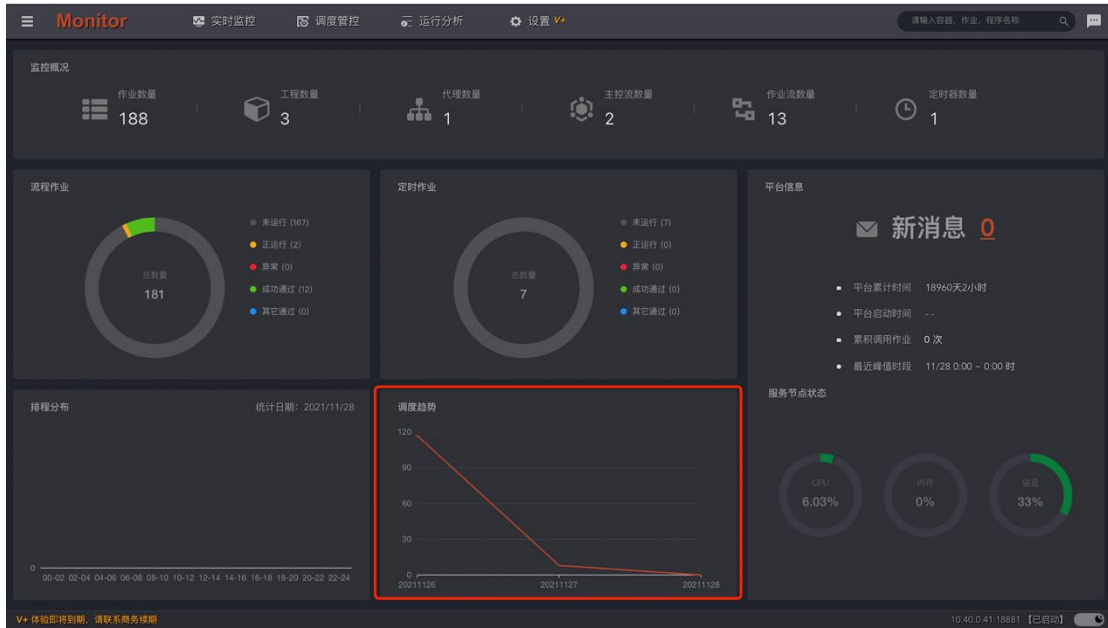 Monitor 实时监控 调度管控 运行分析 设置 V+ 请输入容器、作业、程序名称
监控概况
作业数量 工程数量 代理数量 主控流数量 作业流数量 定时器数量
188 3 1 2 13 1
流程作业
未运行 (167)
正运行 (2)
异常 (0)
成功通过 (12)
其它通过 (0)
总数量
181
定时作业
未运行 (7)
正运行 (0)
异常 (0)
成功通过 (0)
其它通过 (0)
总数量
7
平台信息
新消息 0
平台累计时间 18960天2小时
平台启动时间 - -
累积调用作业 0 次
最近峰值时段 11/28 0:00 ~ 0:00 时
排程分布 统计日期: 2021/11/28
0
00-02 02-04 04-06 06-08 08-10 10-12 12-14 14-16 16-18 18-20 20-22 22-24
调度趋势
120
90
60
30
0
20211126 20211127 20211128
服务节点状态
CPU 内存 磁盘
6.03% 0% 33%
V+ 体验即将到期，请联系商务续期 10.40.0.41:18881 【已启动】